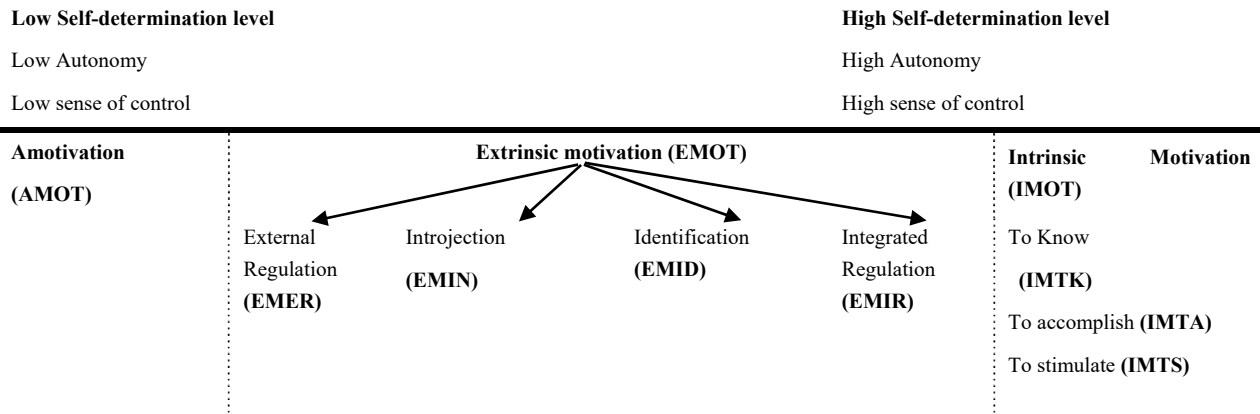 Low Self-determination level
High Self-determination level
Low Autonomy
High Autonomy
Low sense of control
High sense of control
Amotivation
(AMOT)
Extrinsic motivation (EMOT)
External
Regulation
(EMER)
Introjection
(EMIN)
Identification
(EMID)
Integrated
Regulation
(EMIR)
Intrinsic Motivation
(IMOT)
To Know
(IMTK)
To accomplish (IMTA)
To stimulate (IMTS)